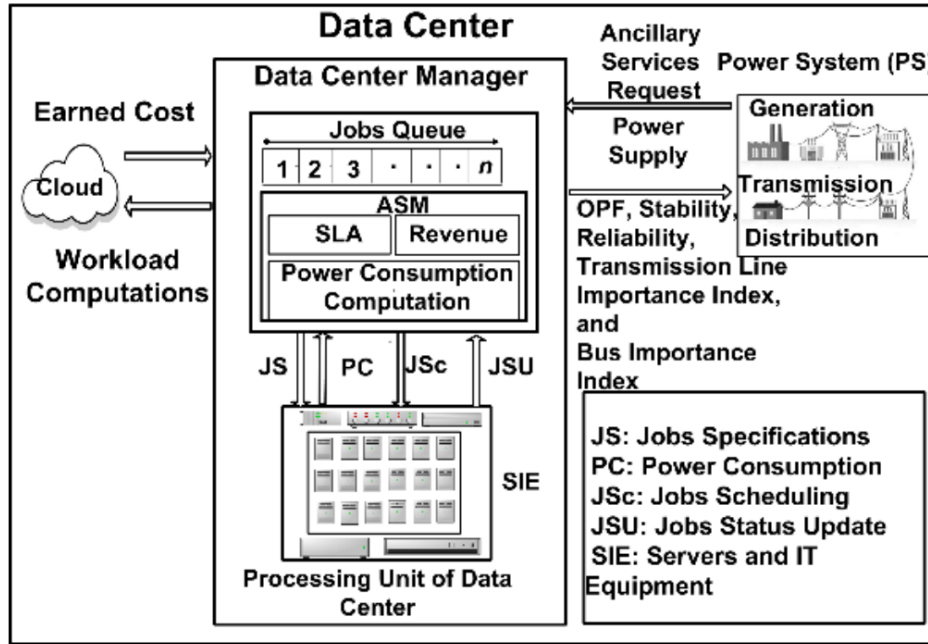 Data Center
Data Center Manager
Jobs Queue
1 2 3 . . . n
ASM
SLA
Revenue
Power Consumption
Computation
Earned Cost
Cloud
Workload
Computations
Ancillary
Services
Request
Power
Supply
Power System (PS)
Generation
Transmission
Distribution
OPF, Stability,
Reliability,
Transmission Line
Importance Index,
and
Bus Importance
Index
JS
PC
JSc
JSU
SIE
Processing Unit of Data
Center
JS: Jobs Specifications
PC: Power Consumption
JSc: Jobs Scheduling
JSU: Jobs Status Update
SIE: Servers and IT
Equipment